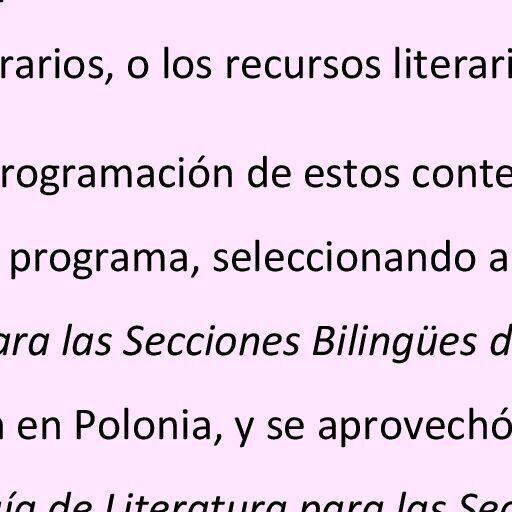 rarios, o los recursos literari
rogramación de estos conte
programa, seleccionando a
ara las Secciones Bilingües d
en Polonia, y se aprovechó
ía de Literatura para las Sec